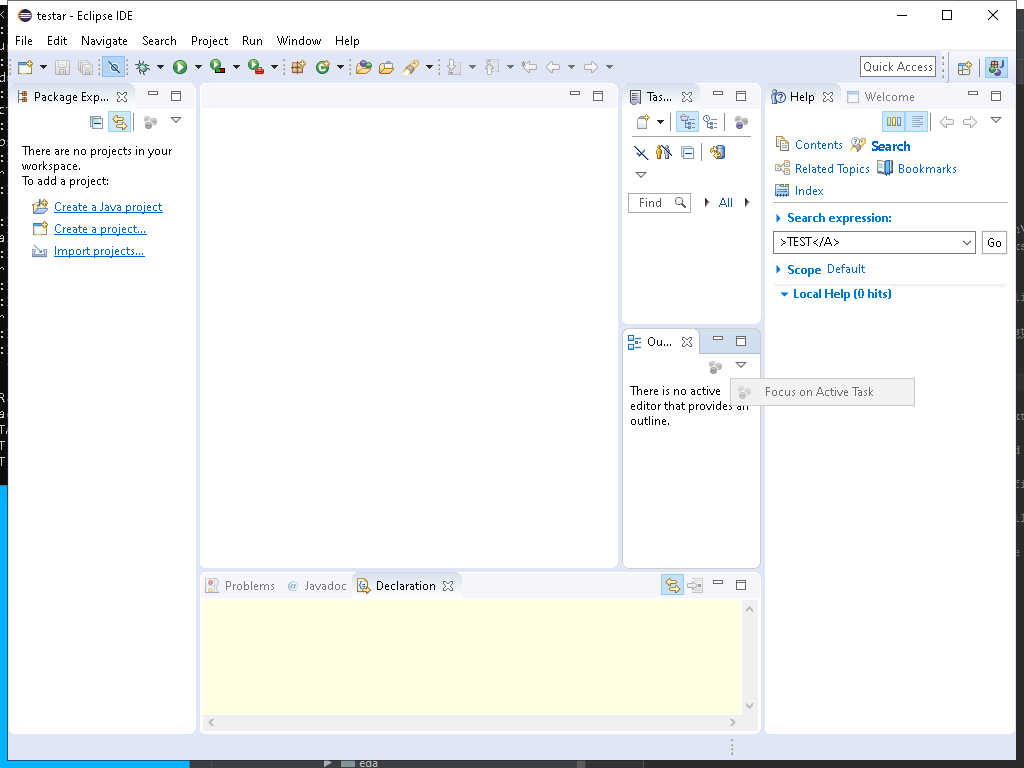 testar - Eclipse IDE
File Edit Navigate Search Project Run Window Help
Quick Access
Package Exp...
There are no projects in your
workspace.
To add a project:
Create a Java project
Create a project...
Import projects...
Tas...
Find
All
Ou...
There is no active
editor that provides an
outline.
Focus on Active Task
Help Welcome
Contents Search
Related Topics Bookmarks
Index
Search expression:
>TEST</A>
Go
Scope Default
Local Help (0 hits)
Problems @ Javadoc Declaration
eda